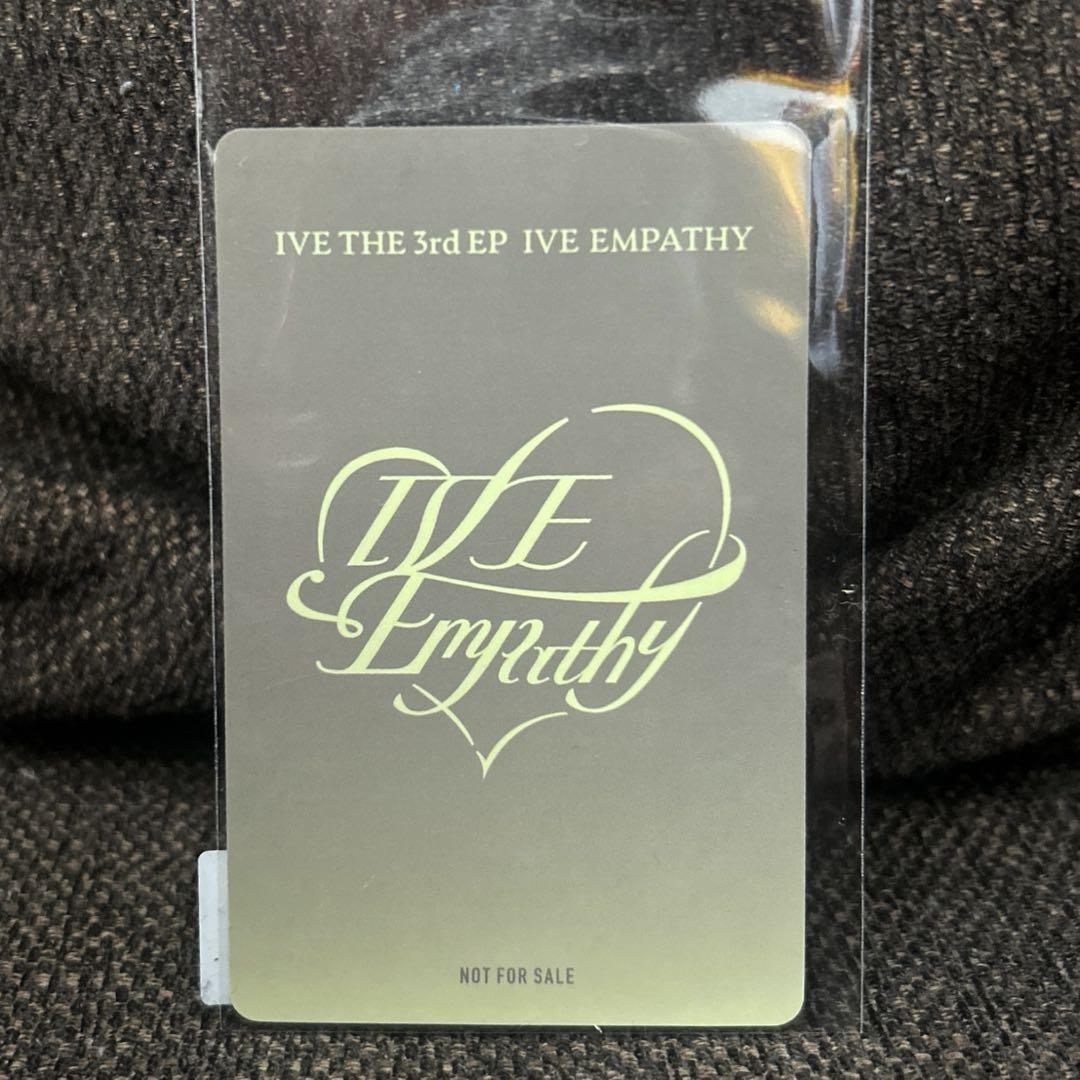 IVE THE 3rd EP IVE EMPATHY
IVE
Empathy
NOT FOR SALE